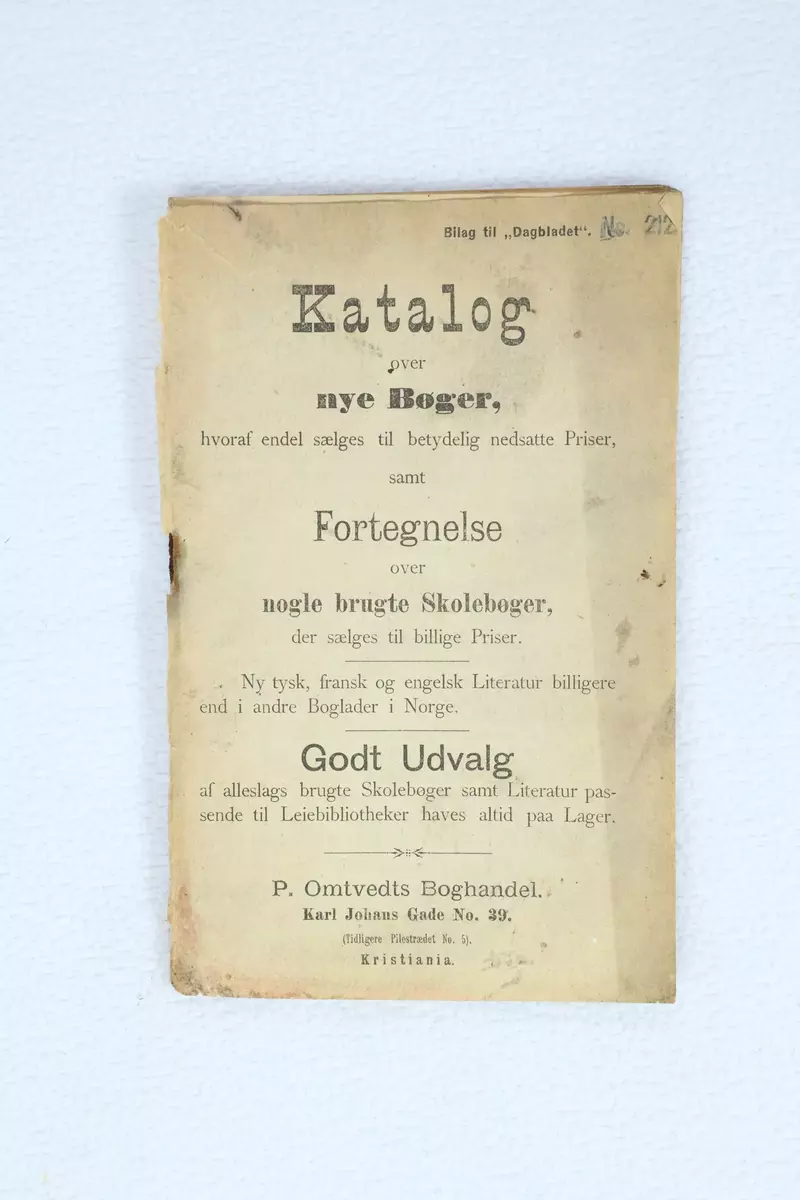 Bilag til „Dagbladet“. No. 212
Katalog
over
nye Bøger,
hvoraf endel sælges til betydelig nedsatte Priser,
samt
Fortegnelse
over
nogle brugte Skolebøger,
der sælges til billige Priser.
Ny tysk, fransk og engelsk Literatur billigere
end i andre Boglader i Norge.
Godt Udvalg
af alleslags brugte Skolebøger samt Literatur pas-
sende til Leiebibliotheker haves altid paa Lager.
P. Omtvedts Boghandel.
Karl Johans Gade No. 39.
(Tidligere Pilestrædet No. 5).
Kristiania.